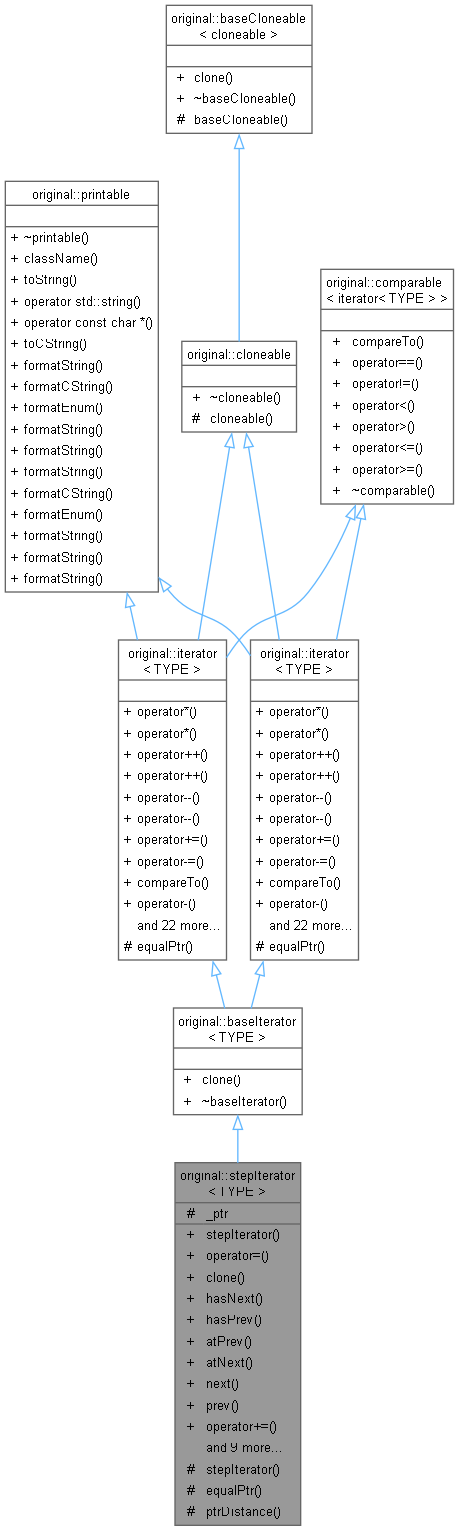 original::baseCloneable
< cloneable >
+ clone()
+ ~baseCloneable()
# baseCloneable()
original::printable
+ ~printable()
+ className()
+ toString()
+ operator std::string()
+ operator const char *()
+ toCString()
+ formatString()
+ formatCString()
+ formatEnum()
+ formatString()
+ formatString()
+ formatString()
+ formatCString()
+ formatEnum()
+ formatString()
+ formatString()
+ formatString()
original::comparable
< iterator< TYPE > >
+ compareTo()
+ operator==()
+ operator!=()
+ operator<()
+ operator>()
+ operator<=()
+ operator>=()
+ ~comparable()
original::cloneable
+ ~cloneable()
# cloneable()
original::iterator
< TYPE >
+ operator*()
+ operator*()
+ operator++()
+ operator++()
+ operator--()
+ operator--()
+ operator+=()
+ operator-=()
+ compareTo()
+ operator-()
and 22 more...
# equalPtr()
original::iterator
< TYPE >
+ operator*()
+ operator*()
+ operator++()
+ operator++()
+ operator--()
+ operator--()
+ operator+=()
+ operator-=()
+ compareTo()
+ operator-()
and 22 more...
# equalPtr()
original::baseIterator
< TYPE >
+ clone()
+ ~baseIterator()
original::stepIterator
< TYPE >
# _ptr
+ stepIterator()
+ operator=()
+ clone()
+ hasNext()
+ hasPrev()
+ atPrev()
+ atNext()
+ next()
+ prev()
+ operator+=()
and 9 more...
# stepIterator()
# equalPtr()
# ptrDistance()